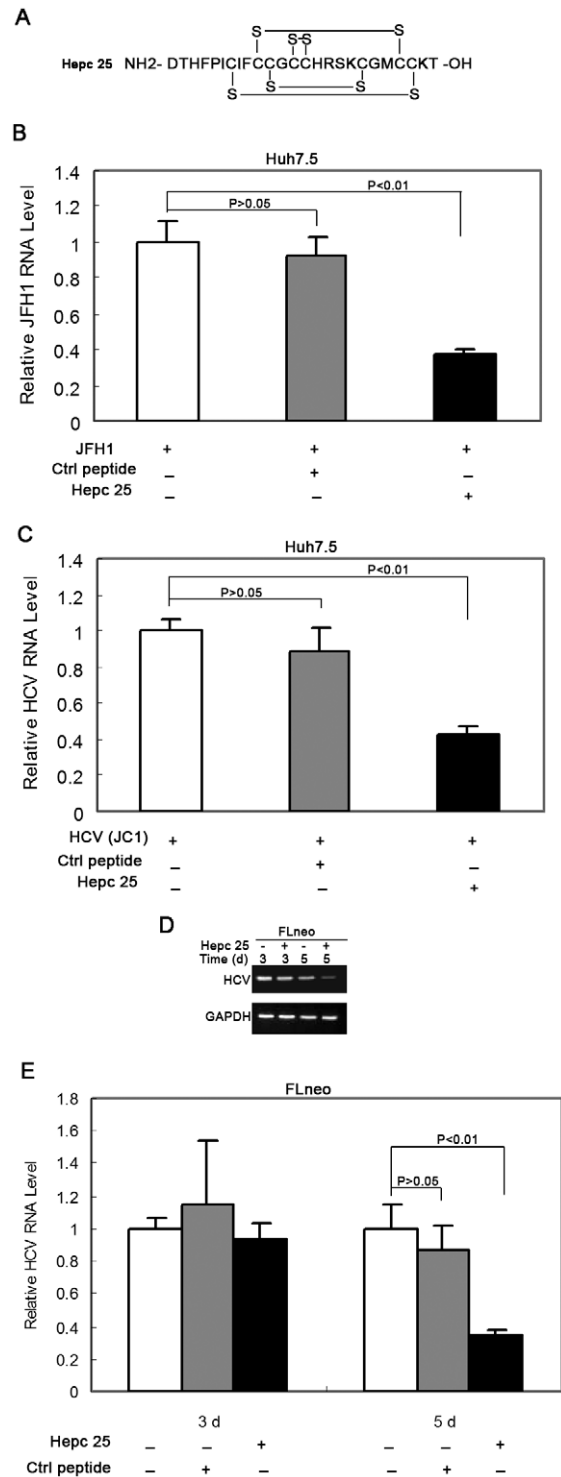 A
S S-S S
Hepc 25 NH2- DTHFPICIFCCGCCHRSKCGMCCKT -OH
S S S S
B
Huh7.5
1.4
1.2
1
0.8
0.6
0.4
0.2
0
Relative JFH1 RNA Level
P<0.01
P>0.05
JFH1 + + +
Ctrl peptide – + –
Hepc 25 – – +
C
Huh7.5
1.4
1.2
1
0.8
0.6
0.4
0.2
0
Relative HCV RNA Level
P<0.01
P>0.05
HCV (JC1) + + +
Ctrl peptide – + –
Hepc 25 – – +
D
FLneo
Hepc 25 - + - +
Time (d) 3 3 5 5
HCV
GAPDH
E
FLneo
1.8
1.6
1.4
1.2
1
0.8
0.6
0.4
0.2
0
Relative HCV RNA Level
P<0.01
P>0.05
3 d 5 d
Hepc 25 – – + – – +
Ctrl peptide – + – – + –